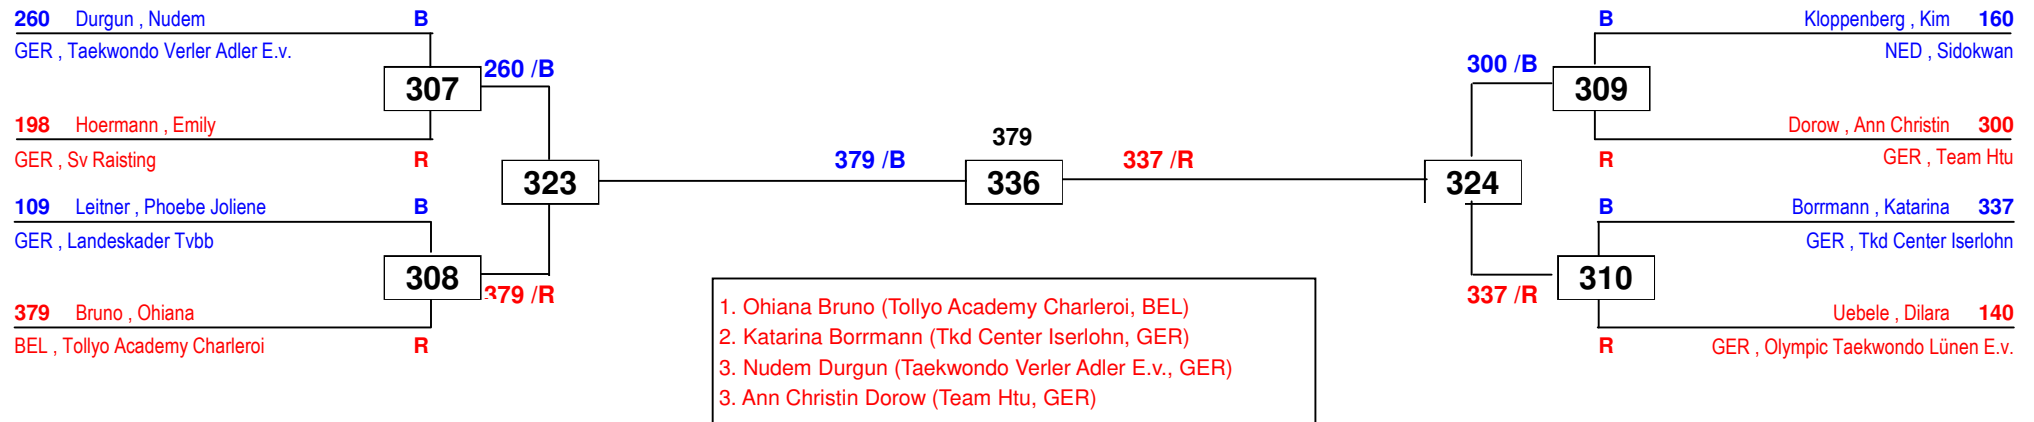 260 Durgun , Nudem B
GER , Taekwondo Verler Adler E.v.
307
260 /B
198 Hoermann , Emily
GER , Sv Raisting R
323
109 Leitner , Phoebe Joliene B
GER , Landeskader Tvbb
308
379 /R
379 Bruno , Ohiana
BEL , Tollyo Academy Charleroi R
379 /B
379
336
337 /R
B Kloppenberg , Kim 160
NED , Sidokwan
300 /B
309
Dorow , Ann Christin 300
R GER , Team Htu
324
B Borrmann , Katarina 337
GER , Tkd Center Iserlohn
310
337 /R
Uebele , Dilara 140
R GER , Olympic Taekwondo Lünen E.v.
1. Ohiana Bruno (Tollyo Academy Charleroi, BEL)
2. Katarina Borrmann (Tkd Center Iserlohn, GER)
3. Nudem Durgun (Taekwondo Verler Adler E.v., GER)
3. Ann Christin Dorow (Team Htu, GER)